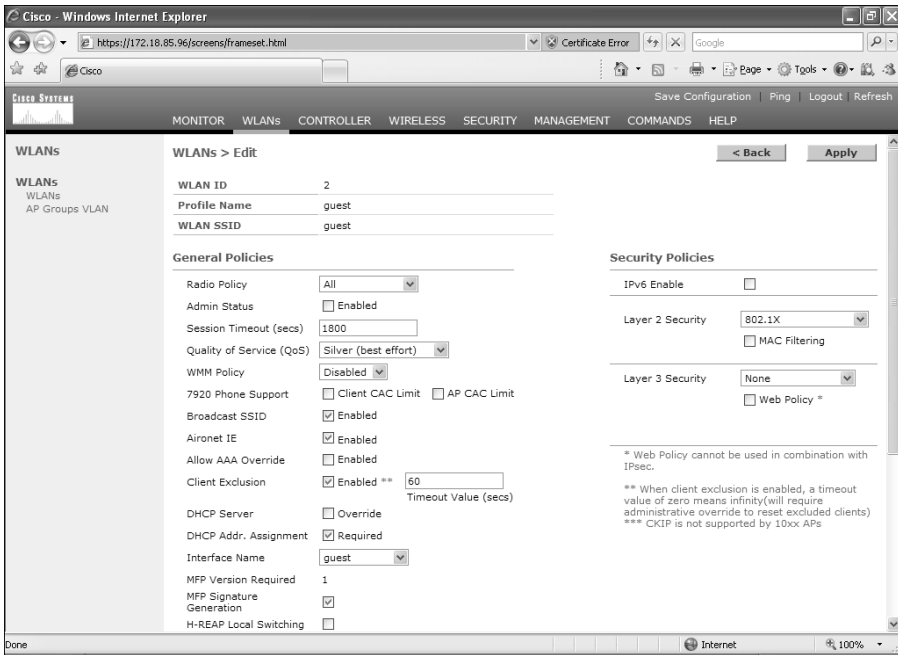 Cisco - Windows Internet Explorer
https://172.18.85.96/screens/frameset.html
Certificate Error
Google
Cisco
Page
Tools
CISCO SYSTEMS
Save Configuration | Ping | Logout | Refresh
MONITOR WLANs CONTROLLER WIRELESS SECURITY MANAGEMENT COMMANDS HELP
WLANs
WLANs
WLANs
AP Groups VLAN
WLANs > Edit
< Back
Apply
WLAN ID 2
Profile Name guest
WLAN SSID guest
General Policies
Radio Policy All
Admin Status Enabled
Session Timeout (secs) 1800
Quality of Service (QoS) Silver (best effort)
WMM Policy Disabled
7920 Phone Support Client CAC Limit AP CAC Limit
Broadcast SSID Enabled
Aironet IE Enabled
Allow AAA Override Enabled
Client Exclusion Enabled ** 60
Timeout Value (secs)
DHCP Server Override
DHCP Addr. Assignment Required
Interface Name guest
MFP Version Required 1
MFP Signature
Generation
H-REAP Local Switching
Security Policies
IPv6 Enable
Layer 2 Security 802.1X
MAC Filtering
Layer 3 Security None
Web Policy *
* Web Policy cannot be used in combination with
IPsec.
** When client exclusion is enabled, a timeout
value of zero means infinity(will require
administrative override to reset excluded clients)
*** CKIP is not supported by 10xx APs
Done
Internet
100%